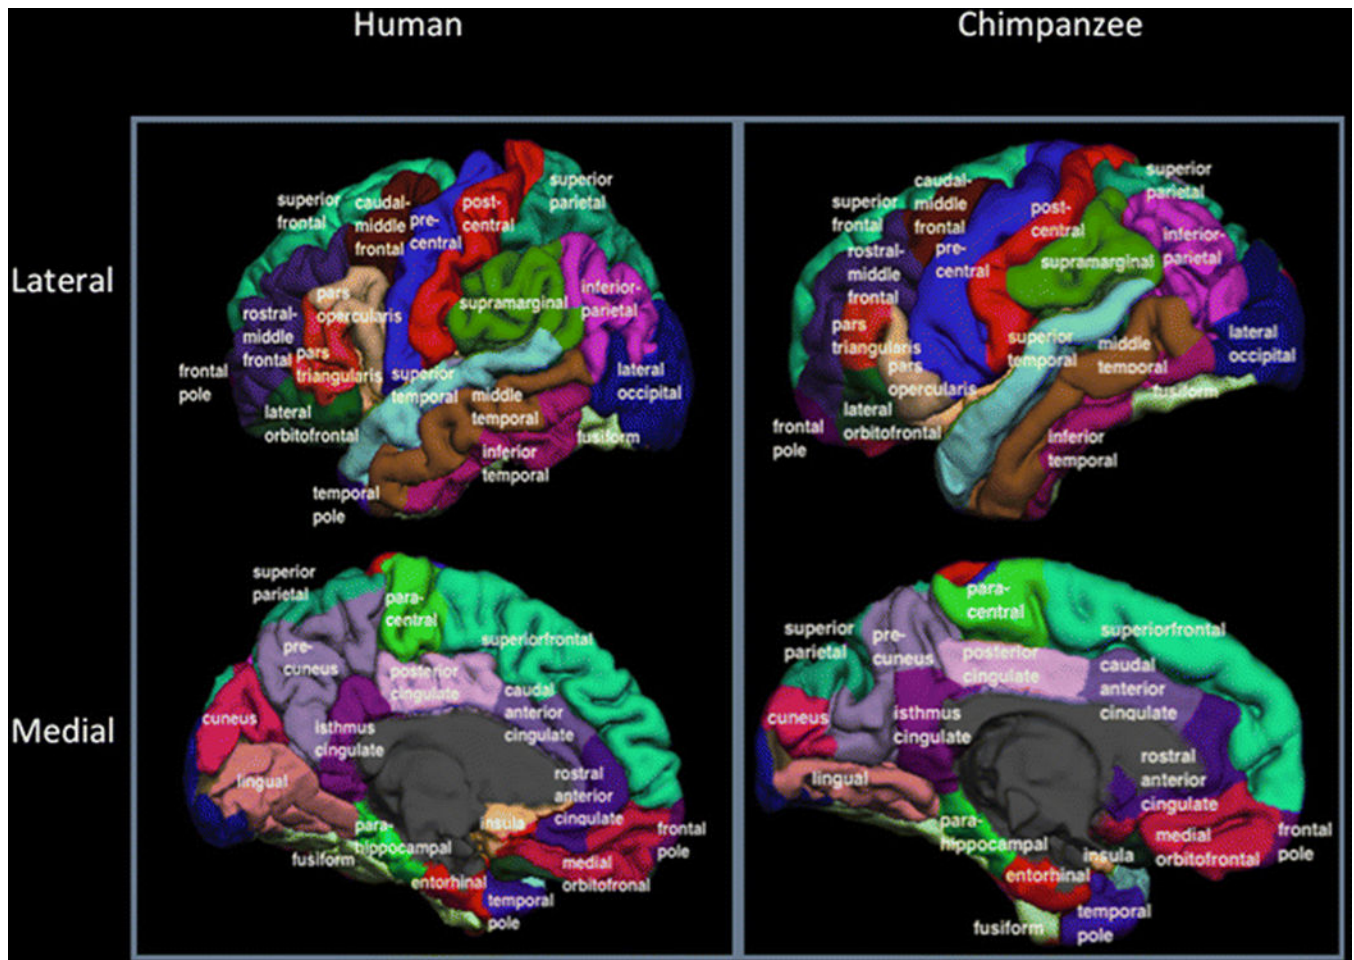 Human
Chimpanzee
Lateral
superior
frontal
caudal-
middle
frontal
pre-
central
post-
central
superior
parietal
pars
opercularis
supramarginal
inferior-
parietal
rostral-
middle
frontal
pars
triangularis
frontal
pole
superior
temporal
middle
temporal
lateral
occipital
lateral
orbitofrontal
fusiform
inferior
temporal
temporal
pole
superior
frontal
caudal-
middle
frontal
post-
central
superior
parietal
rostral-
middle
frontal
pre-
central
supramarginal
inferior-
parietal
pars
triangularis
pars
opercularis
superior
temporal
middle
temporal
lateral
occipital
fusiform
lateral
orbitofrontal
frontal
pole
inferior
temporal
Medial
superior
parietal
para-
central
superiorfrontal
pre-
cuneus
posterior
cingulate
caudal
anterior
cingulate
cuneus
isthmus
cingulate
lingual
rostral
anterior
cingulate
insula
para-
hippocampal
frontal
pole
fusiform
medial
orbitofronal
entorhinal
temporal
pole
para-
central
superiorfrontal
superior
parietal
pre-
cuneus
posterior
cingulate
caudal
anterior
cingulate
cuneus
isthmus
cingulate
lingual
rostral
anterior
cingulate
para-
hippocampal
medial
orbitofrontal
frontal
pole
insula
entorhinal
temporal
pole
fusiform